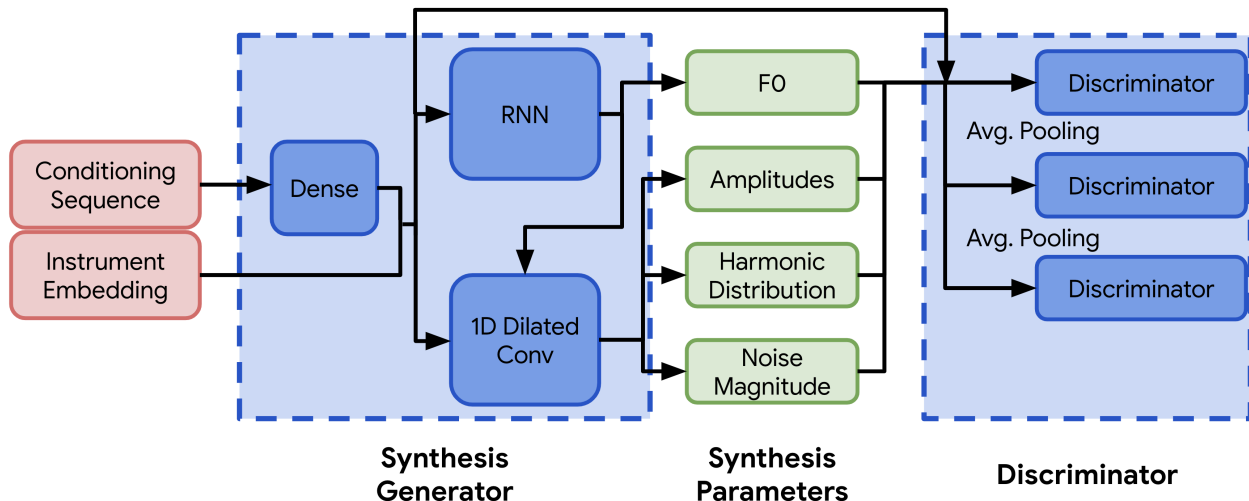 Conditioning
Sequence
Instrument
Embedding
Dense
RNN
1D Dilated
Conv
F0
Amplitudes
Harmonic
Distribution
Noise
Magnitude
Discriminator
Avg. Pooling
Discriminator
Avg. Pooling
Discriminator
Synthesis
Generator
Synthesis
Parameters
Discriminator